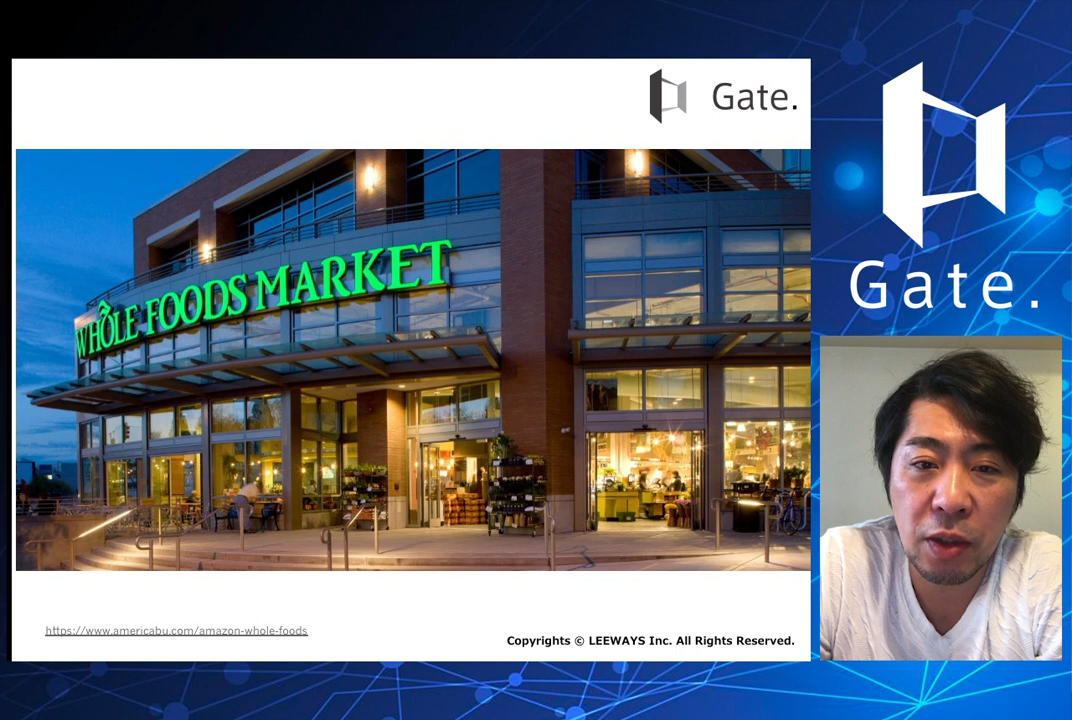 Gate.
Gate.
WHOLE FOODS MARKET
https://www.americabu.com/amazon-whole-foods
Copyrights © LEEWAYS Inc. All Rights Reserved.